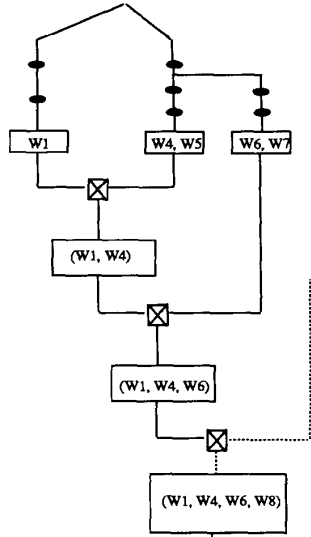 W1
W4, W5
W6, W7
(W1, W4)
(W1, W4, W6)
(W1, W4, W6, W8)